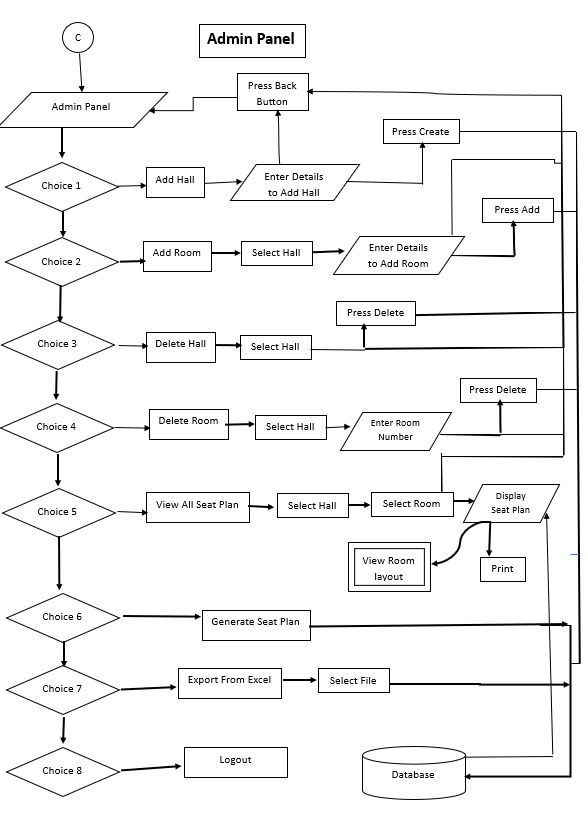 C
Admin Panel
Press Back
Button
Admin Panel
Press Create
Choice 1
Add Hall
Enter Details
to Add Hall
Press Add
Choice 2
Add Room
Select Hall
Enter Details
to Add Room
Press Delete
Choice 3
Delete Hall
Select Hall
Press Delete
Choice 4
Delete Room
Select Hall
Enter Room
Number
Choice 5
View All Seat Plan
Select Hall
Select Room
Display
Seat Plan
View Room
layout
Print
Choice 6
Generate Seat Plan
Choice 7
Export From Excel
Select File
Choice 8
Logout
Database